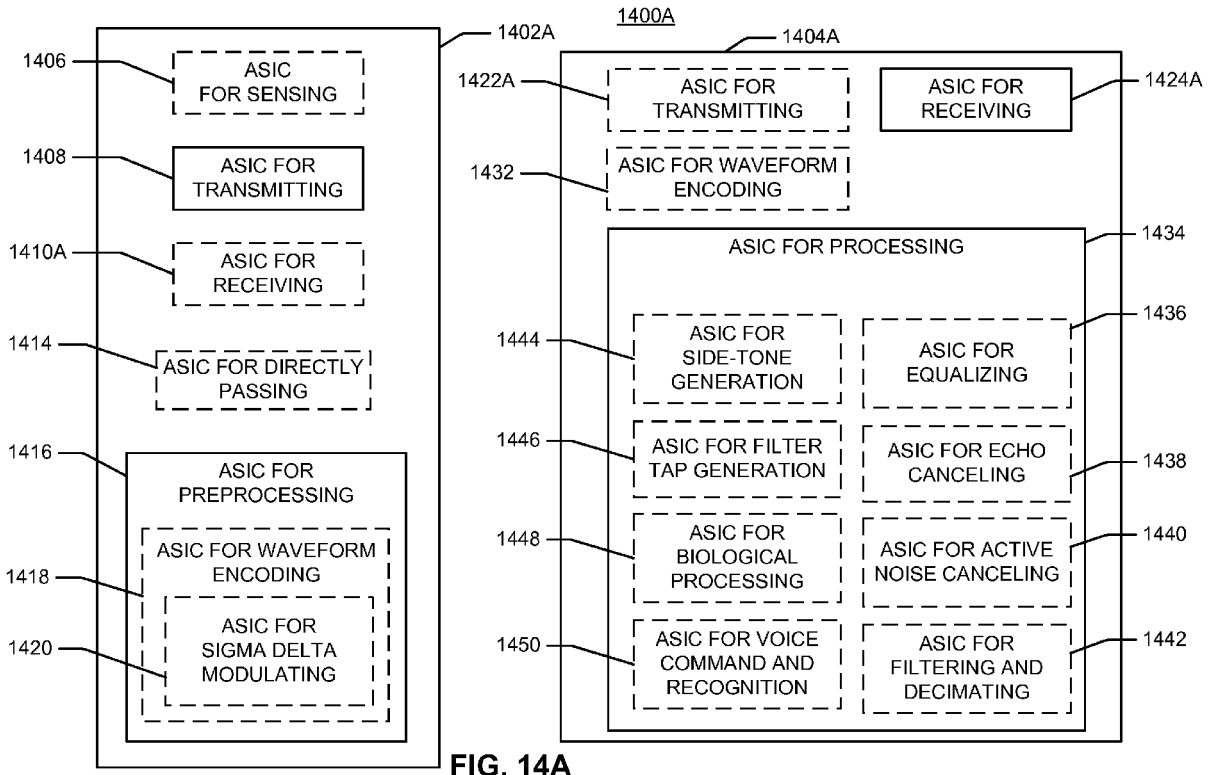 1400A
1402A
1406
ASIC
FOR SENSING
1408
ASIC FOR
TRANSMITTING
1410A
ASIC FOR
RECEIVING
1414
ASIC FOR DIRECTLY
PASSING
1416
ASIC FOR
PREPROCESSING
1418
ASIC FOR WAVEFORM
ENCODING
1420
ASIC FOR
SIGMA DELTA
MODULATING
1404A
1422A
ASIC FOR
TRANSMITTING
ASIC FOR
RECEIVING
1424A
1432
ASIC FOR WAVEFORM
ENCODING
ASIC FOR PROCESSING
1434
1444
ASIC FOR
SIDE-TONE
GENERATION
ASIC FOR
EQUALIZING
1436
1446
ASIC FOR FILTER
TAP GENERATION
ASIC FOR ECHO
CANCELING
1438
1448
ASIC FOR
BIOLOGICAL
PROCESSING
ASIC FOR ACTIVE
NOISE CANCELING
1440
1450
ASIC FOR VOICE
COMMAND AND
RECOGNITION
ASIC FOR
FILTERING AND
DECIMATING
1442
FIG. 14A